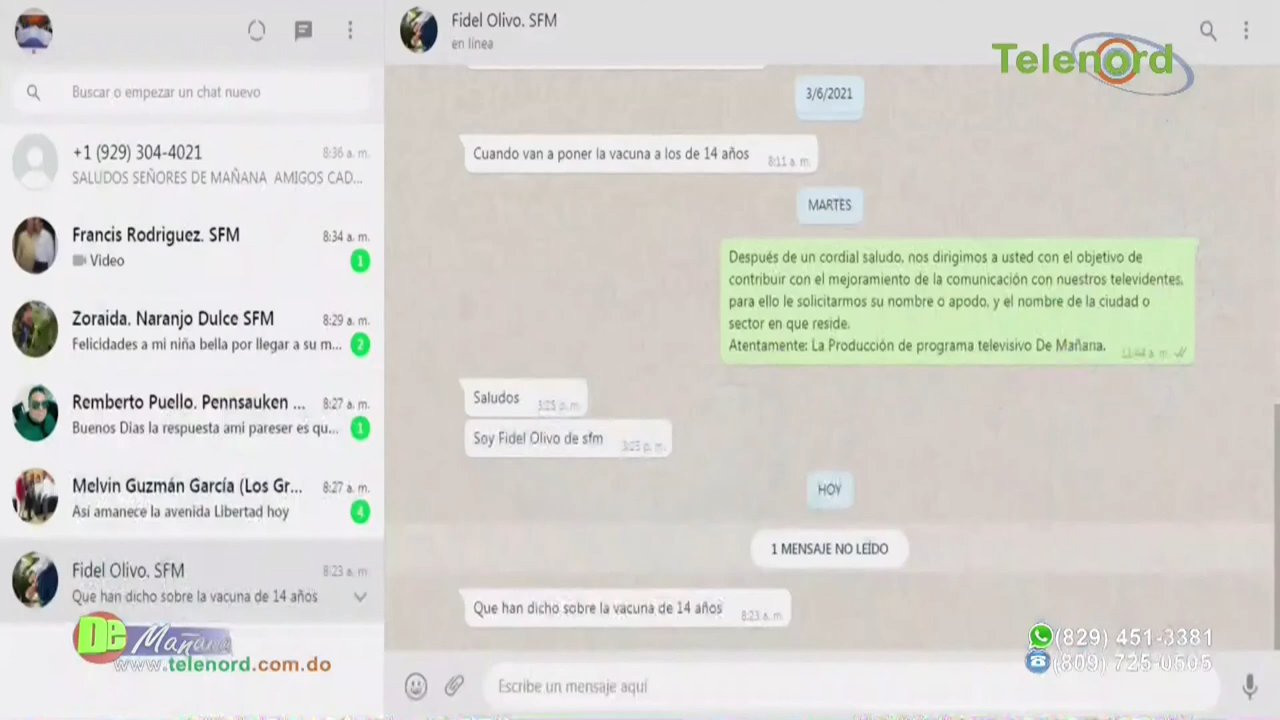 Buscar o empezar un chat nuevo
+1 (929) 304-4021
8:36 a. m.
SALUDOS SEÑORES DE MAÑANA AMIGOS CAD...
Francis Rodriguez. SFM
8:34 a. m.
Video
1
Zoraida. Naranjo Dulce SFM
8:29 a. m.
Felicidades a mi niña bella por llegar a su m...
2
Remberto Puello. Pennsauken ...
8:27 a. m.
Buenos Dias la respuesta ami pareser es qu...
1
Melvin Guzmán García (Los Gr...
8:27 a. m.
Así amanece la avenida Libertad hoy
4
Fidel Olivo. SFM
8:23 a. m.
Que han dicho sobre la vacuna de 14 años
De Mañana
www.telenord.com.do
Fidel Olivo. SFM
en línea
Telenord
3/6/2021
Cuando van a poner la vacuna a los de 14 años
8:11 a. m.
MARTES
Después de un cordial saludo, nos dirigimos a usted con el objetivo de
contribuir con el mejoramiento de la comunicación con nuestros televidentes,
para ello le solicitarmos su nombre o apodo, y el nombre de la ciudad o
sector en que reside.
Atentamente: La Producción de programa televisivo De Mañana.
11:44 a. m.
Saludos
3:25 p. m.
Soy Fidel Olivo de sfm
3:25 p. m.
HOY
1 MENSAJE NO LEÍDO
Que han dicho sobre la vacuna de 14 años
8:23 a. m.
(829) 451-3381
(809) 725-0505
Escribe un mensaje aquí